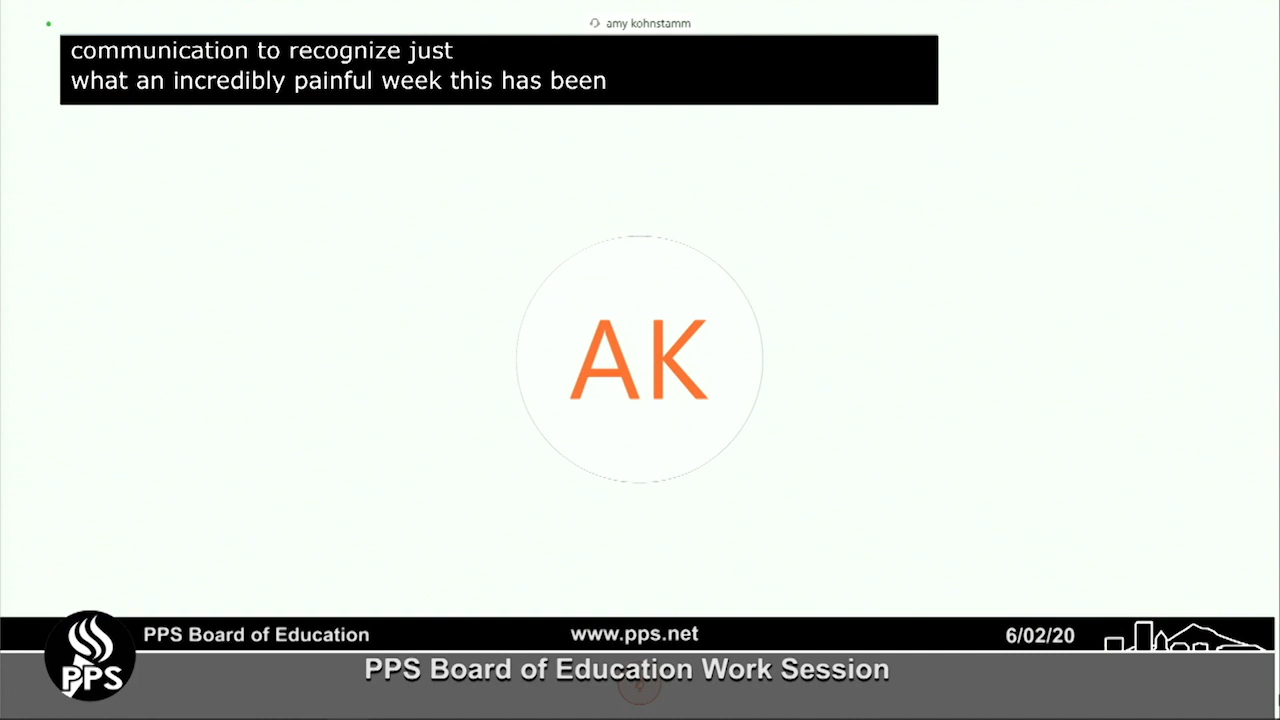 amy kohnstamm
communication to recognize just
what an incredibly painful week this has been
AK
PPS Board of Education
www.pps.net
6/02/20
PPS
PPS Board of Education Work Session